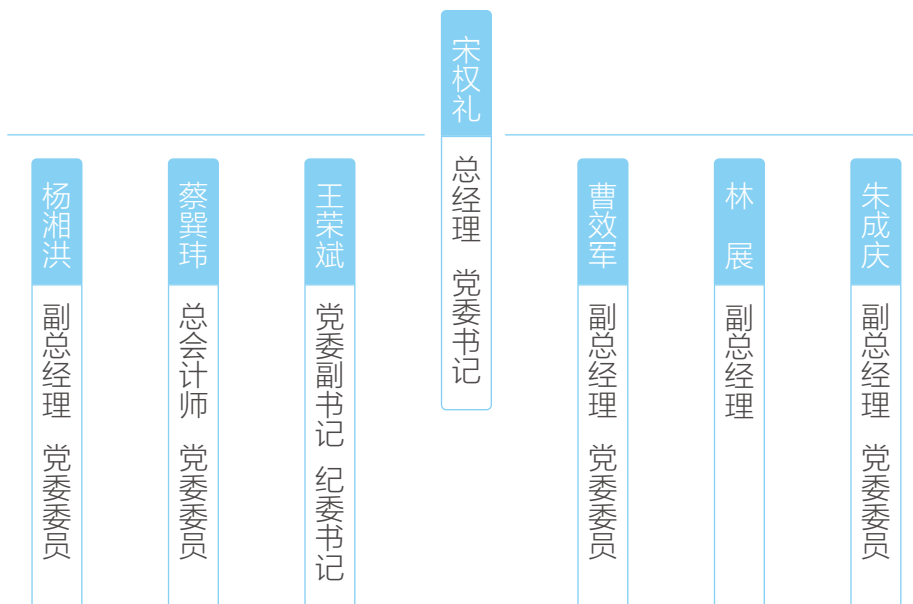 宋权礼
总经理 党委书记
杨湘洪
副总经理 党委委员
蔡巽玮
总会计师 党委委员
王荣斌
党委副书记 纪委书记
曹效军
副总经理 党委委员
林 展
副总经理
朱成庆
副总经理 党委委员